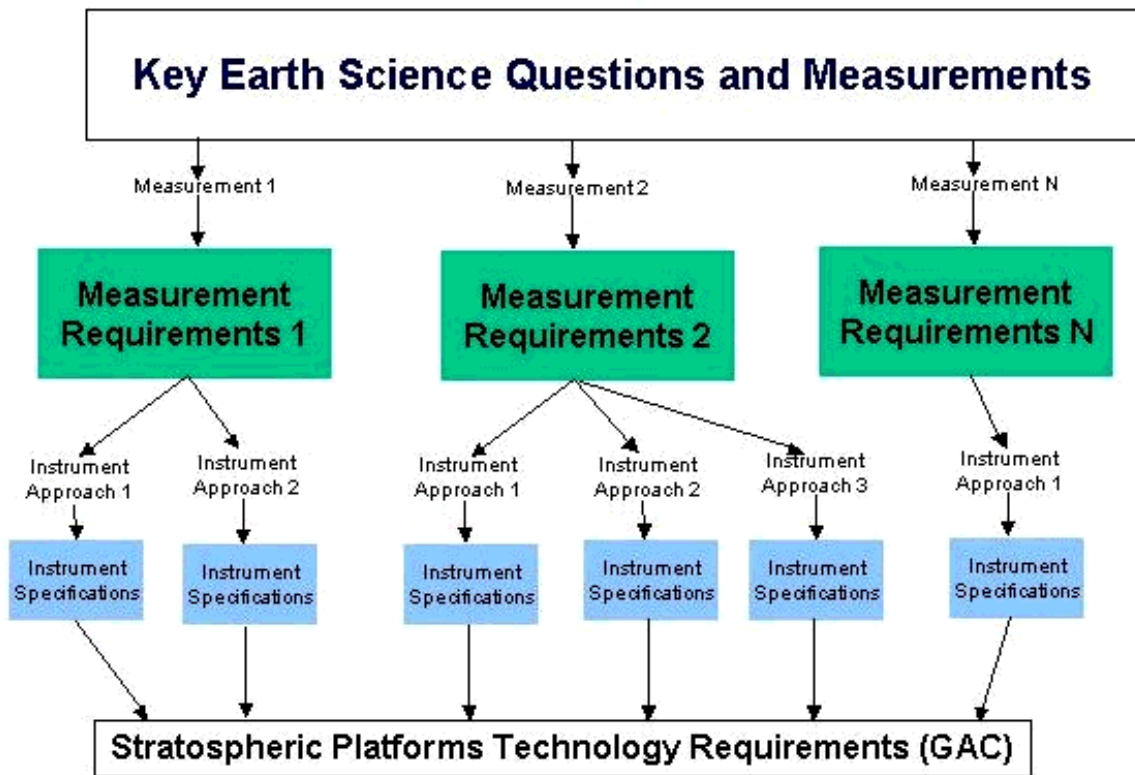 Key Earth Science Questions and Measurements
Measurement 1
Measurement 2
Measurement N
Measurement
Requirements 1
Measurement
Requirements 2
Measurement
Requirements N
Instrument
Approach 1
Instrument
Approach 2
Instrument
Approach 1
Instrument
Approach 2
Instrument
Approach 3
Instrument
Approach 1
Instrument
Specifications
Instrument
Specifications
Instrument
Specifications
Instrument
Specifications
Instrument
Specifications
Instrument
Specifications
Stratospheric Platforms Technology Requirements (GAC)